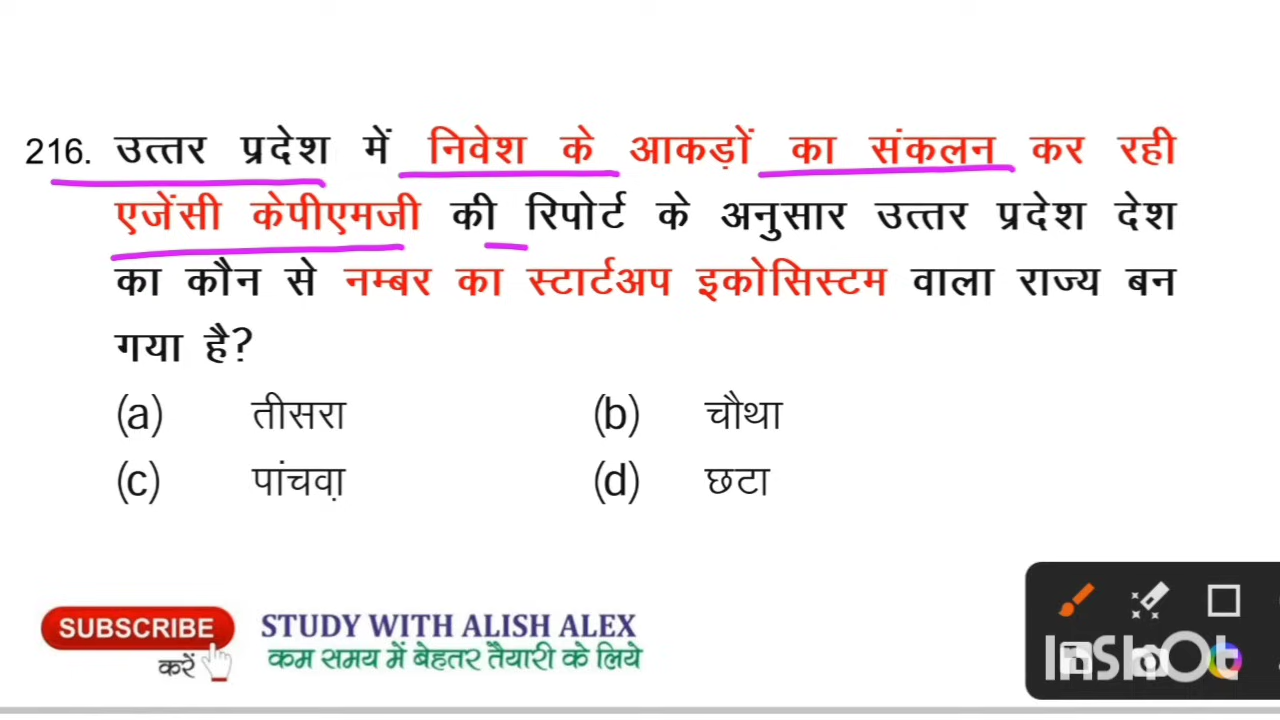 216. उत्तर प्रदेश में निवेश के आकड़ों का संकलन कर रही
एजेंसी केपीएमजी की रिपोर्ट के अनुसार उत्तर प्रदेश देश
का कौन से नम्बर का स्टार्टअप इकोसिस्टम वाला राज्य बन
गया है?
(a) तीसरा (b) चौथा
(c) पांचवा़ (d) छटा
SUBSCRIBE
करें
STUDY WITH ALISH ALEX
कम समय में बेहतर तैयारी के लिये
InShOt